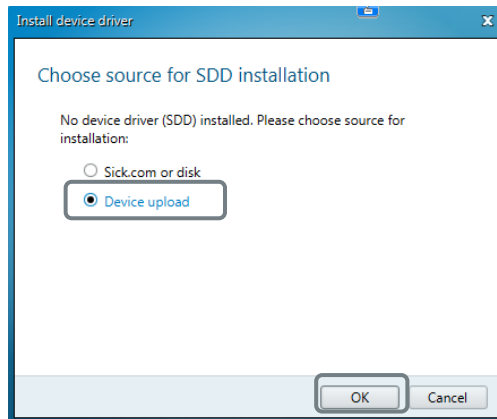 Install device driver
Choose source for SDD installation
No device driver (SDD) installed. Please choose source for
installation:
Sick.com or disk
Device upload
OK
Cancel